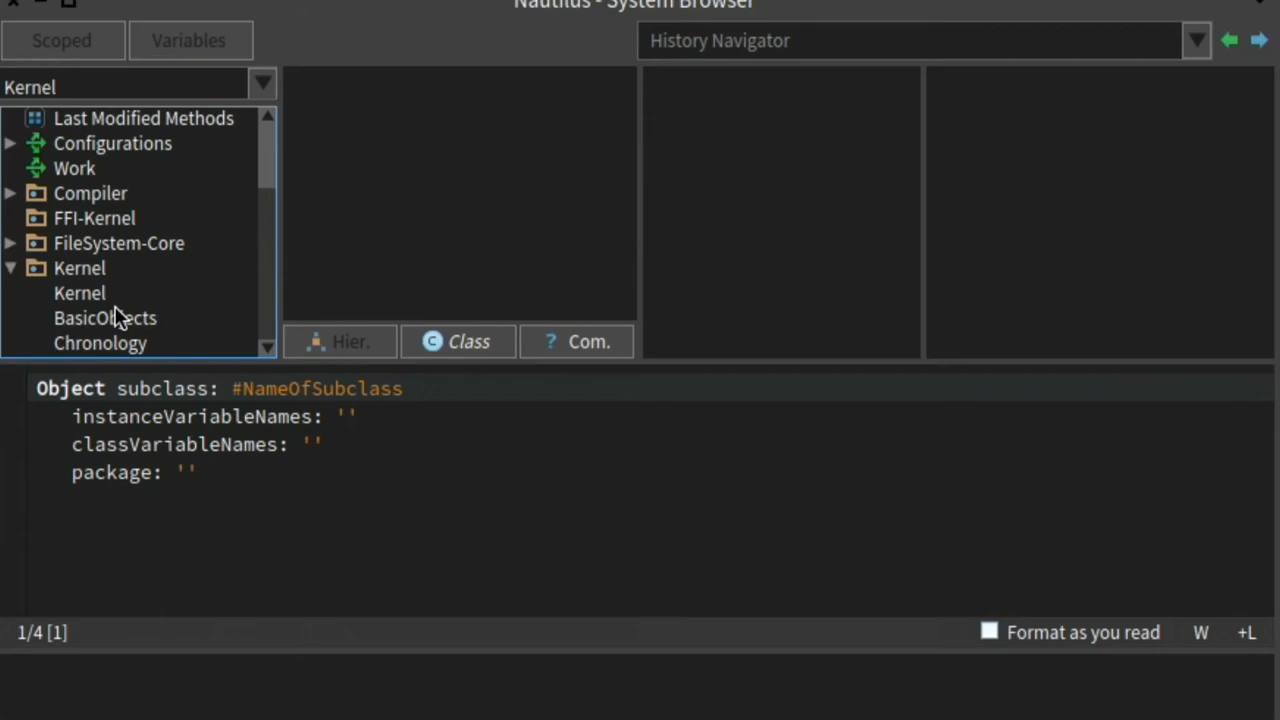 Nautilus - System Browser
Scoped
Variables
History Navigator
Kernel
Last Modified Methods
Configurations
Work
Compiler
FFI-Kernel
FileSystem-Core
Kernel
Kernel
BasicObjects
Chronology
Hier.
Class
? Com.
Object subclass: #NameOfSubclass
instanceVariableNames: ''
classVariableNames: ''
package: ''
1/4 [1]
Format as you read
W
+L